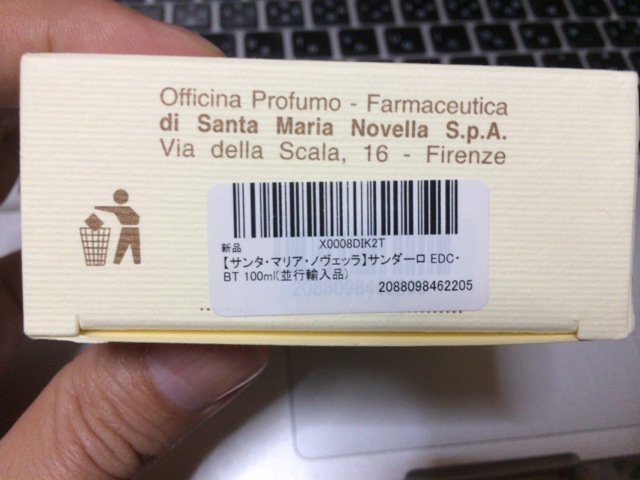 Officina Profumo - Farmaceutica
di Santa Maria Novella S.p.A.
Via della Scala, 16 - Firenze
新品 X0008DIK2T
【サンタ・マリア・ノヴェッラ】サンダーロ EDC・
BT 100ml(並行輸入品)
2088098462205